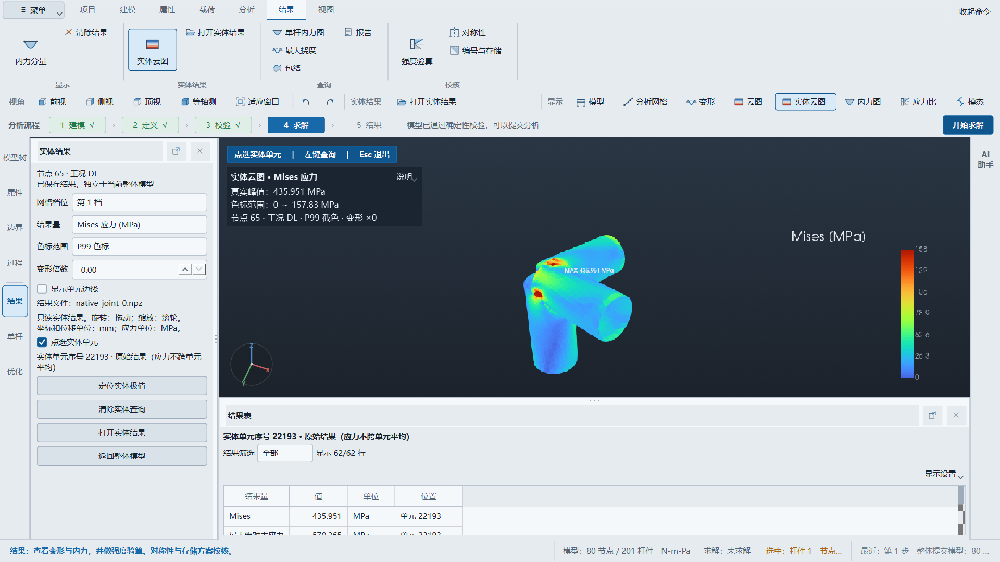 菜单
项目
建模
属性
载荷
分析
结果
视图
收起命令
内力分量
清除结果
显示
实体云图
打开实体结果
实体结果
单杆内力图
最大挠度
包络
报告
查询
强度验算
对称性
编号与存储
校核
视角
前视
侧视
顶视
等轴测
适应窗口
实体结果
打开实体结果
显示
模型
分析网格
变形
云图
实体云图
内力图
应力比
模态
分析流程
1 建模 √
2 定义 √
3 校验 √
4 求解
5 结果
模型已通过确定性校验，可以提交分析
开始求解
模型树
属性
边界
过程
结果
单杆
优化
实体结果
节点 65 · 工况 DL
已保存结果，独立于当前整体模型
网格档位 第 1 档
结果量 Mises 应力 (MPa)
色标范围 P99 色标
变形倍数 0.00
显示单元边线
结果文件：native_joint_0.npz
只读实体结果。旋转：拖动；缩放：滚轮。
坐标和位移单位：mm；应力单位：MPa。
点选实体单元
实体单元序号 22193 · 原始结果（应力不跨单元
平均）
定位实体极值
清除实体查询
打开实体结果
返回整体模型
点选实体单元 | 左键查询 | Esc 退出
实体云图 • Mises 应力
说明
真实峰值：435.951 MPa
色标范围：0 ~ 157.83 MPa
节点 65 · 工况 DL · P99 截色 · 变形 ×0
MAX 435.951 MPa
Mises (MPa)
158
132
105
78.9
52.6
26.3
0
Z
X
Y
AI
助手
结果表
实体单元序号 22193 • 原始结果（应力不跨单元平均）
结果筛选 全部 显示 62/62 行
显示设置
结果量 值 单位 位置
Mises 435.951 MPa 单元 22193
最大绝对主应力 570.365 MPa 单元 22193
结果：查看变形与内力，并做强度验算、对称性与存储方案校核。
模型：80 节点 / 201 杆件 N-m-Pa 求解：未求解 选中：杆件 1 节点... 最近：第 1 步 整体提交模型：80 ...